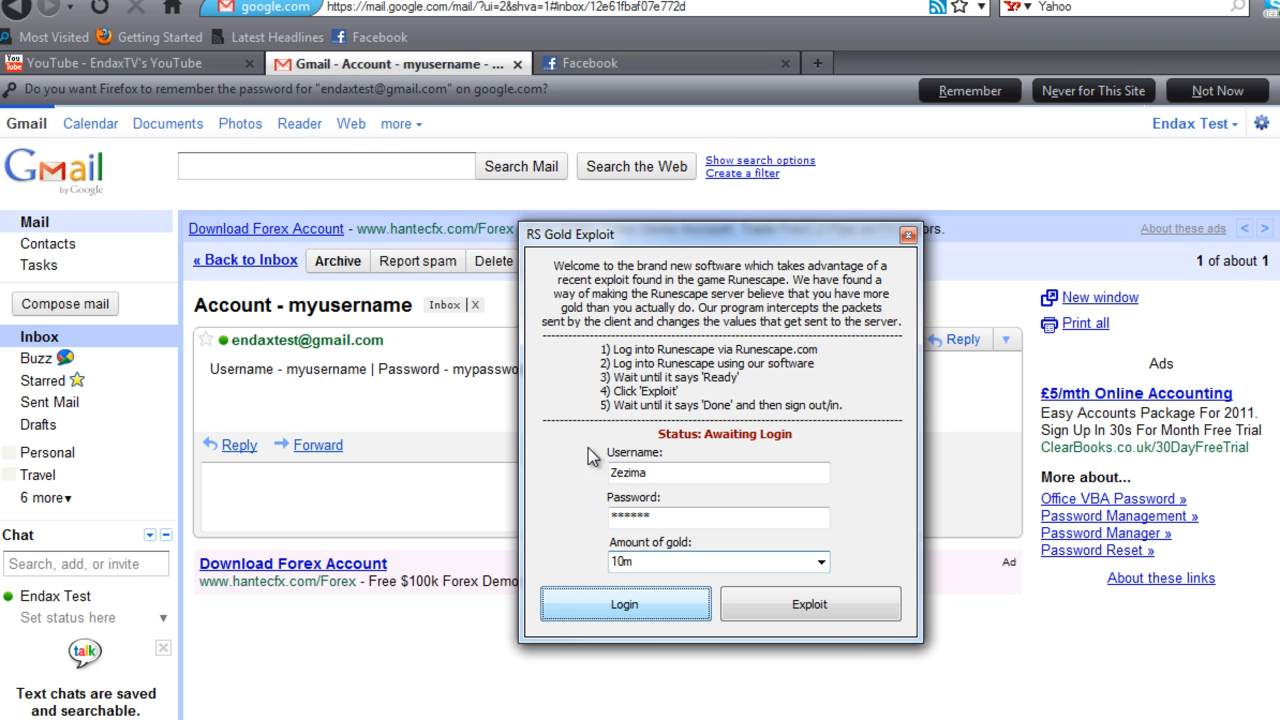 google.com
https://mail.google.com/mail/?ui=2&shva=1#inbox/12e61fbaf07e772d
Yahoo
Most Visited
Getting Started
Latest Headlines
Facebook
YouTube - EndaxTV's YouTube
Gmail - Account - myusername - ...
Facebook
Do you want Firefox to remember the password for "endaxtest@gmail.com" on google.com?
Remember
Never for This Site
Not Now
Gmail Calendar Documents Photos Reader Web more
Endax Test
Gmail
by Google
Search Mail
Search the Web
Show search options
Create a filter
Mail
Contacts
Tasks
Compose mail
Inbox
Buzz
Starred
Sent Mail
Drafts
Personal
Travel
6 more▾
Chat
Search, add, or invite
Endax Test
Set status here
talk
Text chats are saved
and searchable.
Download Forex Account - www.hantecfx.com/Forex
About these ads
< >
« Back to Inbox
Archive
Report spam
Delete
1 of about 1
Account - myusername
Inbox X
endaxtest@gmail.com
Reply
Username - myusername | Password - mypasswo
Reply
Forward
Download Forex Account
Ad
www.hantecfx.com/Forex - Free $100k Forex Demo
RS Gold Exploit
Welcome to the brand new software which takes advantage of a
recent exploit found in the game Runescape. We have found a
way of making the Runescape server believe that you have more
gold than you actually do. Our program intercepts the packets
sent by the client and changes the values that get sent to the server.
1) Log into Runescape via Runescape.com
2) Log into Runescape using our software
3) Wait until it says 'Ready'
4) Click 'Exploit'
5) Wait until it says 'Done' and then sign out/in.
Status: Awaiting Login
Username:
Zezima
Password:
******
Amount of gold:
10m
Login
Exploit
New window
Print all
Ads
£5/mth Online Accounting
Easy Accounts Package For 2011.
Sign Up In 30s For Month Free Trial
ClearBooks.co.uk/30DayFreeTrial
More about...
Office VBA Password »
Password Management »
Password Manager »
Password Reset »
About these links